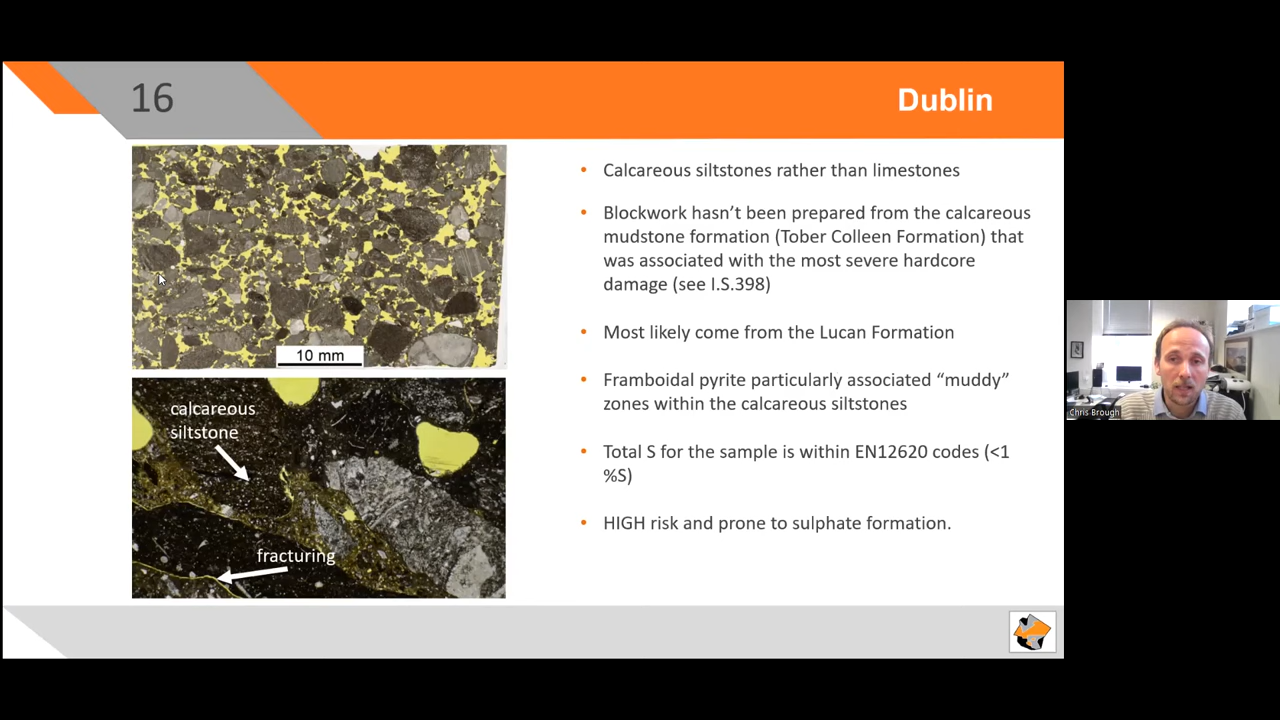 16
Dublin
10 mm
calcareous
siltstone
fracturing
• Calcareous siltstones rather than limestones
• Blockwork hasn’t been prepared from the calcareous
mudstone formation (Tober Colleen Formation) that
was associated with the most severe hardcore
damage (see I.S.398)
• Most likely come from the Lucan Formation
• Framboidal pyrite particularly associated “muddy”
zones within the calcareous siltstones
• Total S for the sample is within EN12620 codes (<1
%S)
• HIGH risk and prone to sulphate formation.
Chris Brough